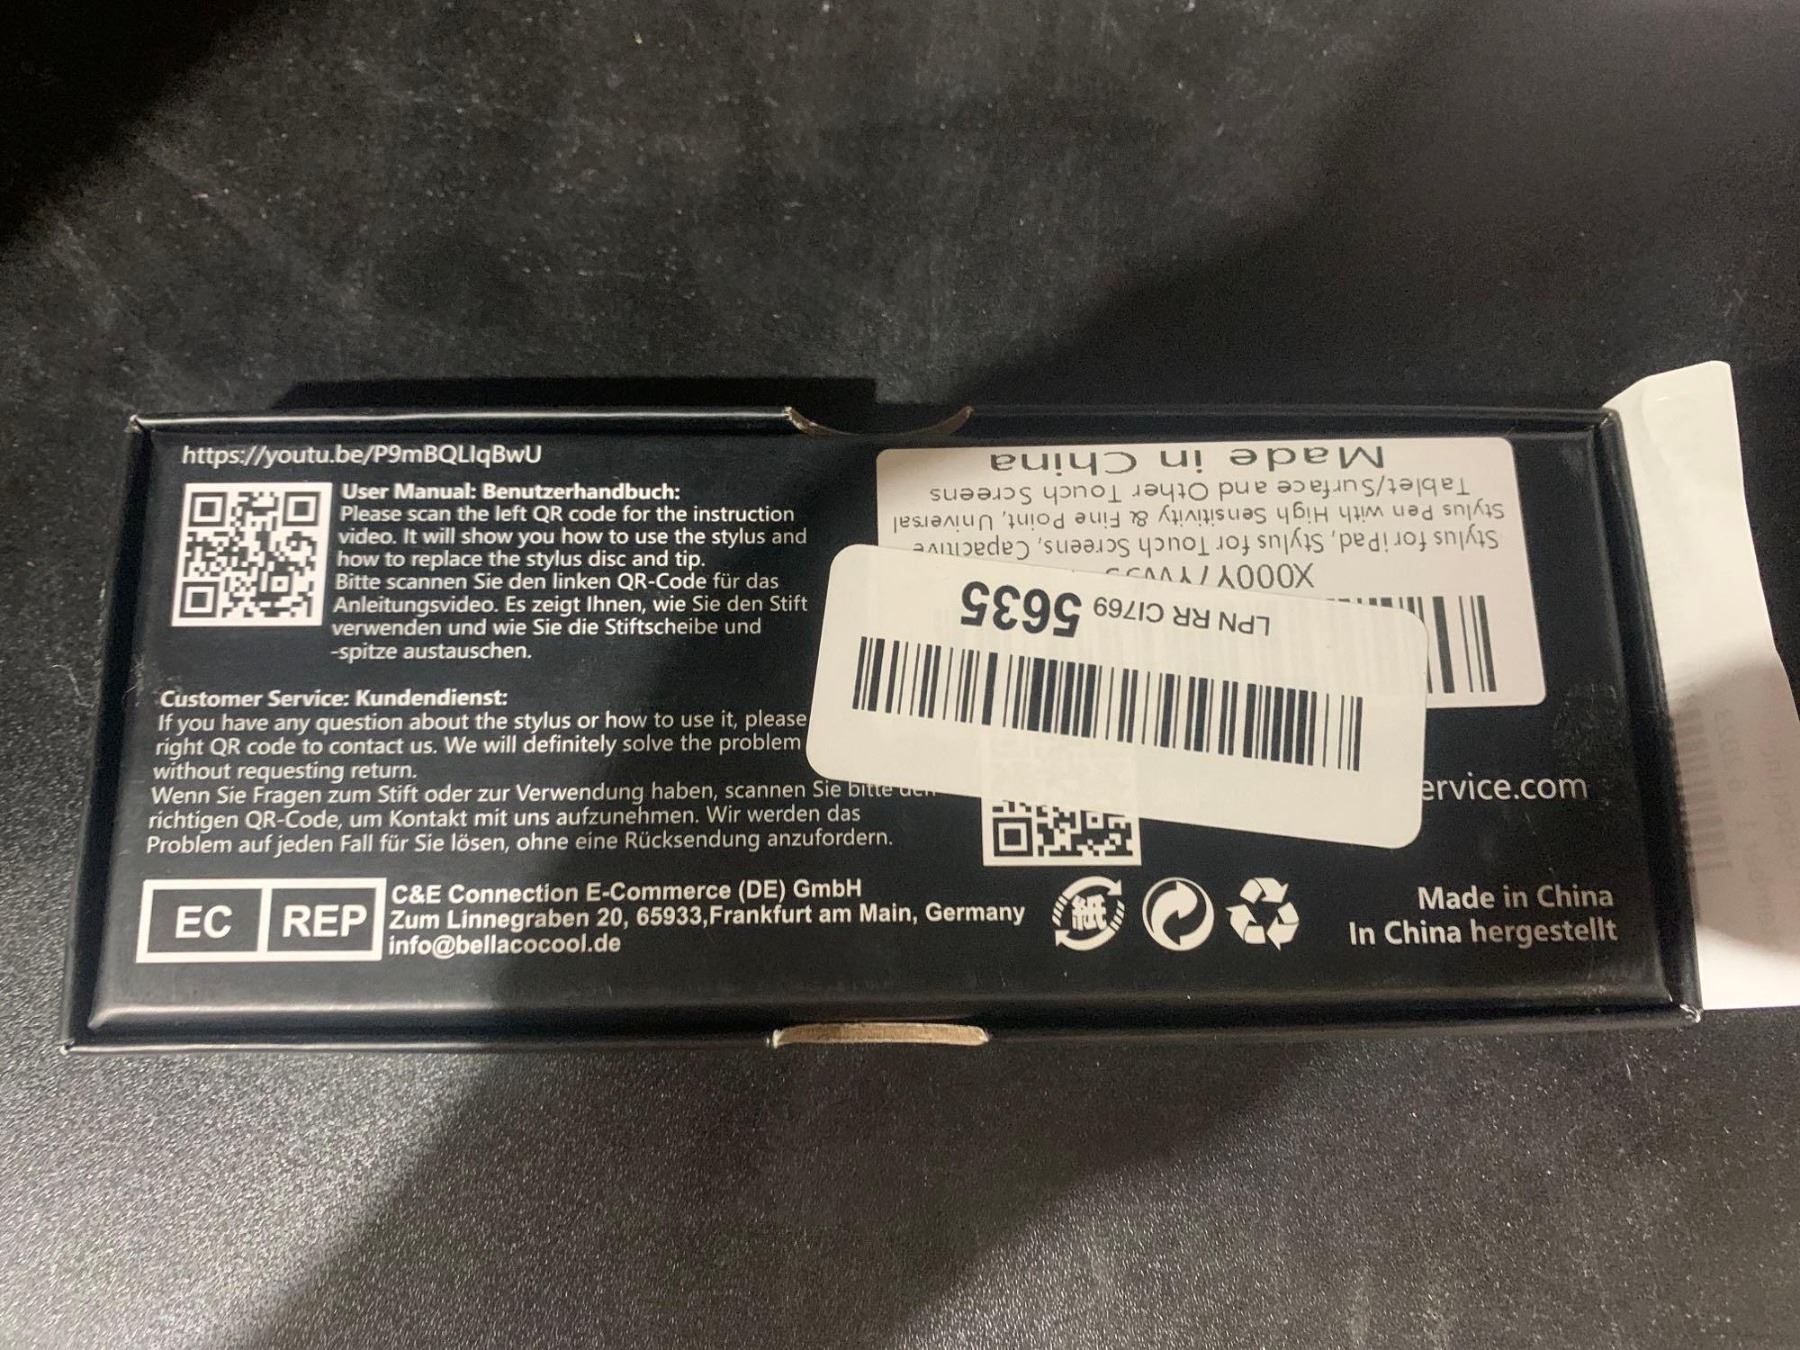 https://youtu.be/P9mBQLIqBwU
User Manual: Benutzerhandbuch:
Please scan the left QR code for the instruction
video. It will show you how to use the stylus and
how to replace the stylus disc and tip.
Bitte scannen Sie den linken QR-Code für das
Anleitungsvideo. Es zeigt Ihnen, wie Sie den Stift
verwenden und wie Sie die Stiftscheibe und
-spitze austauschen.
Customer Service: Kundendienst:
If you have any question about the stylus or how to use it, please
right QR code to contact us. We will definitely solve the problem
without requesting return.
Wenn Sie Fragen zum Stift oder zur Verwendung haben, scannen Sie bitte den
richtigen QR-Code, um Kontakt mit uns aufzunehmen. Wir werden das
Problem auf jeden Fall für Sie lösen, ohne eine Rücksendung anzufordern.
EC REP
C&E Connection E-Commerce (DE) GmbH
Zum Linnegraben 20, 65933,Frankfurt am Main, Germany
info@bellacocool.de
紙
Made in China
In China hergestellt
ervice.com
LPN RR CI769 5635
Stylus for iPad, Stylus for Touch Screens, Capacitive
Stylus Pen with High Sensitivity & Fine Point, Universal
Tablet/Surface and Other Touch Screens
Made in China